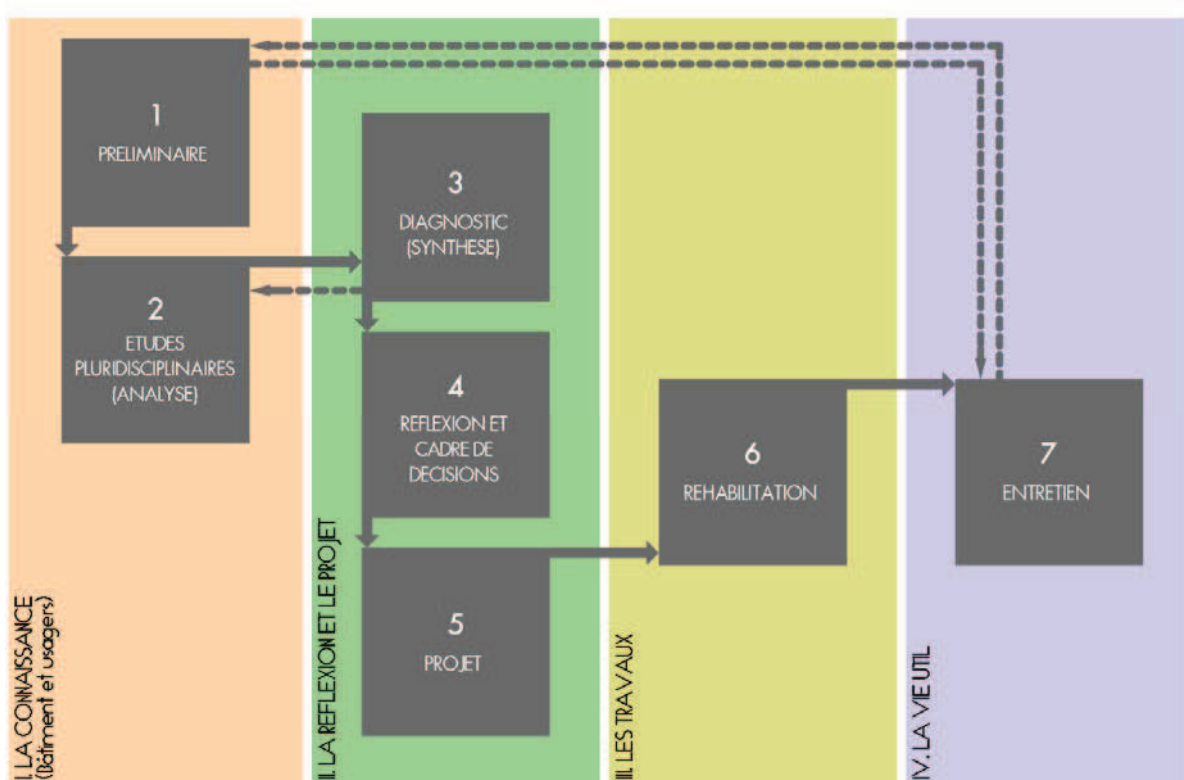 1
PRELIMINAIRE
2
ETUDES
PLURIDISCIPLINAIRES
(ANALYSE)
I. LA CONNAISSANCE
(Bâtiment et usagers)
3
DIAGNOSTIC
(SYNTHESE)
4
REFLEXION ET
CADRE DE
DECISIONS
5
PROJET
II. LA REFLEXION ET LE PROJET
6
REHABILITATION
III. LES TRAVAUX
7
ENTRETIEN
IV. LA VIE UTIL